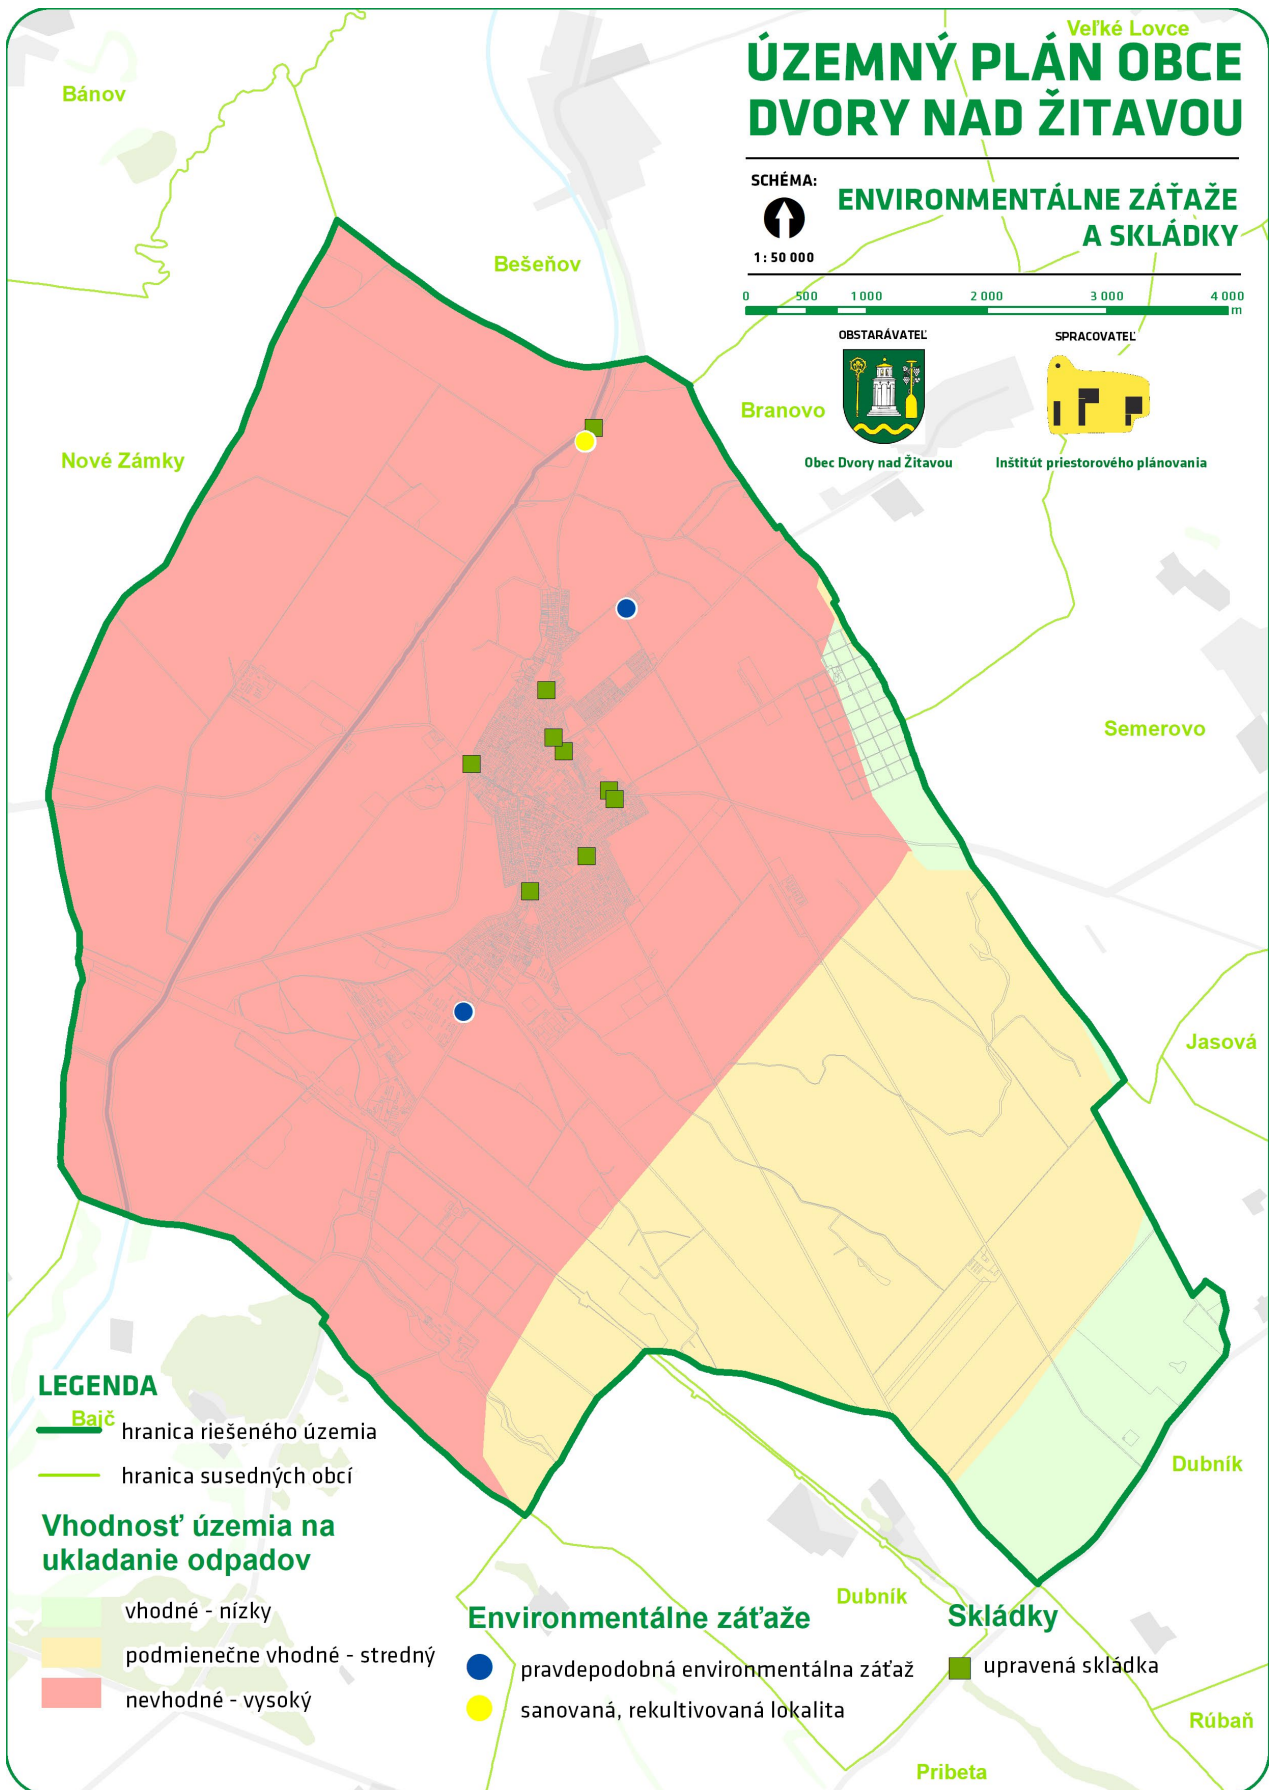 Veľké Lovce
ÚZEMNÝ PLÁN OBCE
DVORY NAD ŽITAVOU
Bánov
SCHÉMA:
ENVIRONMENTÁLNE ZÁŤAŽE
A SKLÁDKY
1 : 50 000
Bešeňov
0 500 1 000 2 000 3 000 4 000
m
OBSTARÁVATEĽ
SPRACOVATEĽ
Branovo
Obec Dvory nad Žitavou
Inštitút priestorového plánovania
Nové Zámky
Semerovo
Jasová
LEGENDA
Bajč
hranica riešeného územia
hranica susedných obcí
Dubník
Vhodnosť územia na
ukladanie odpadov
vhodné - nízky
podmienečne vhodné - stredný
nevhodné - vysoký
Dubník
Environmentálne záťaže
pravdepodobná environmentálna záťaž
sanovaná, rekultivovaná lokalita
Skládky
upravená skládka
Rúbaň
Pribeta